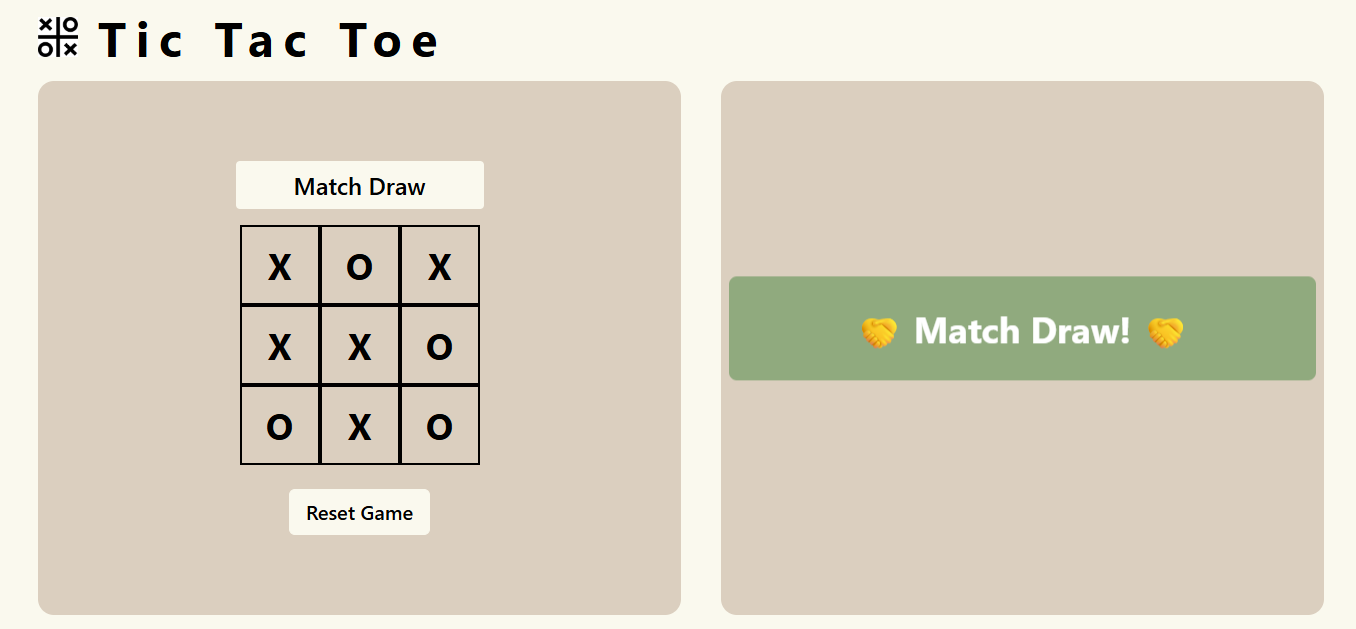 Tic Tac Toe
Match Draw
X O X
X X O
O X O
Reset Game
🤝 Match Draw! 🤝